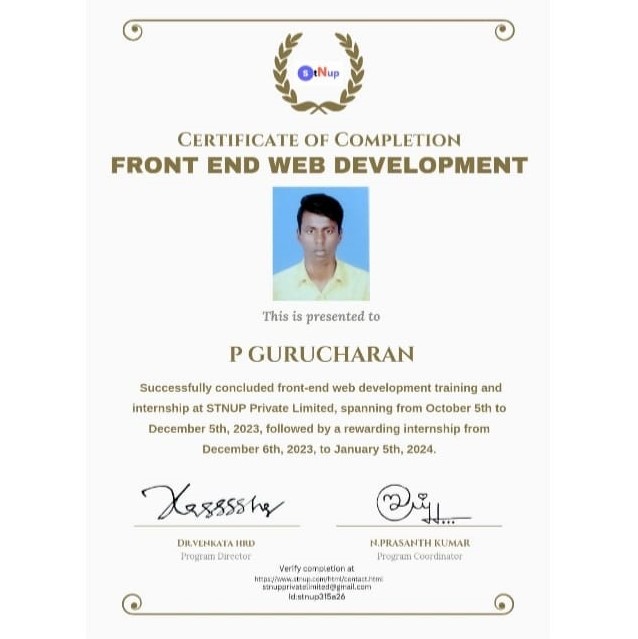 stNup
CERTIFICATE OF COMPLETION
FRONT END WEB DEVELOPMENT
This is presented to
P GURUCHARAN
Successfully concluded front-end web development training and
internship at STNUP Private Limited, spanning from October 5th to
December 5th, 2023, followed by a rewarding internship from
December 6th, 2023, to January 5th, 2024.
DR.VENKATA HRD
Program Director
N.PRASANTH KUMAR
Program Coordinator
Verify completion at
https://www.stnup.com/html/contact.html
stnupprivatelimited@gmail.com
Id:stnup315a26